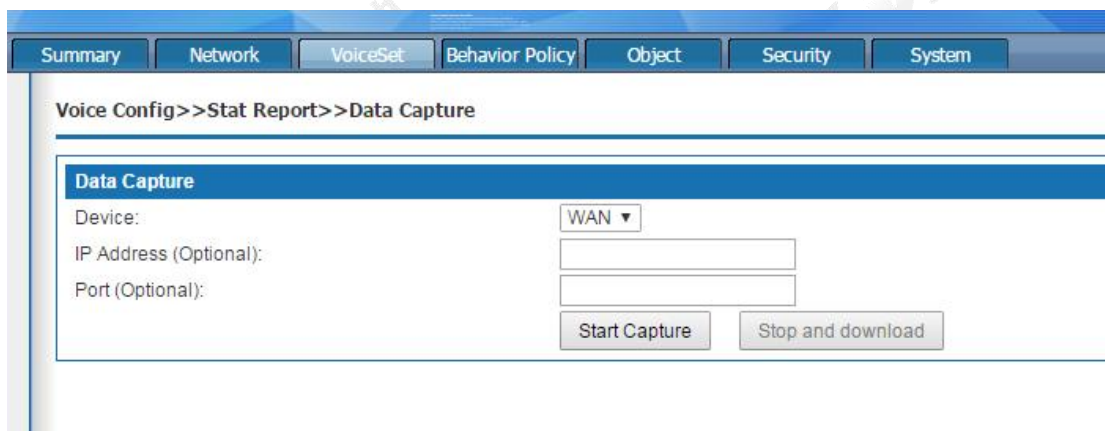 Summary Network VoiceSet Behavior Policy Object Security System
Voice Config>>Stat Report>>Data Capture
Data Capture
Device: WAN ▼
IP Address (Optional):
Port (Optional):
Start Capture Stop and download